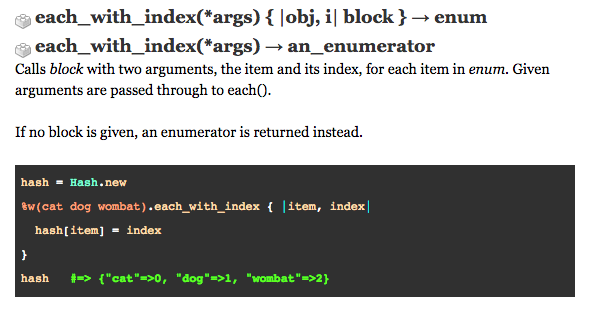 each_with_index(*args) { |obj, i| block } → enum
each_with_index(*args) → an_enumerator
Calls block with two arguments, the item and its index, for each item in enum. Given
arguments are passed through to each().
If no block is given, an enumerator is returned instead.
hash = Hash.new
%w(cat dog wombat).each_with_index { |item, index|
  hash[item] = index
}
hash   #=> {"cat"=>0, "dog"=>1, "wombat"=>2}